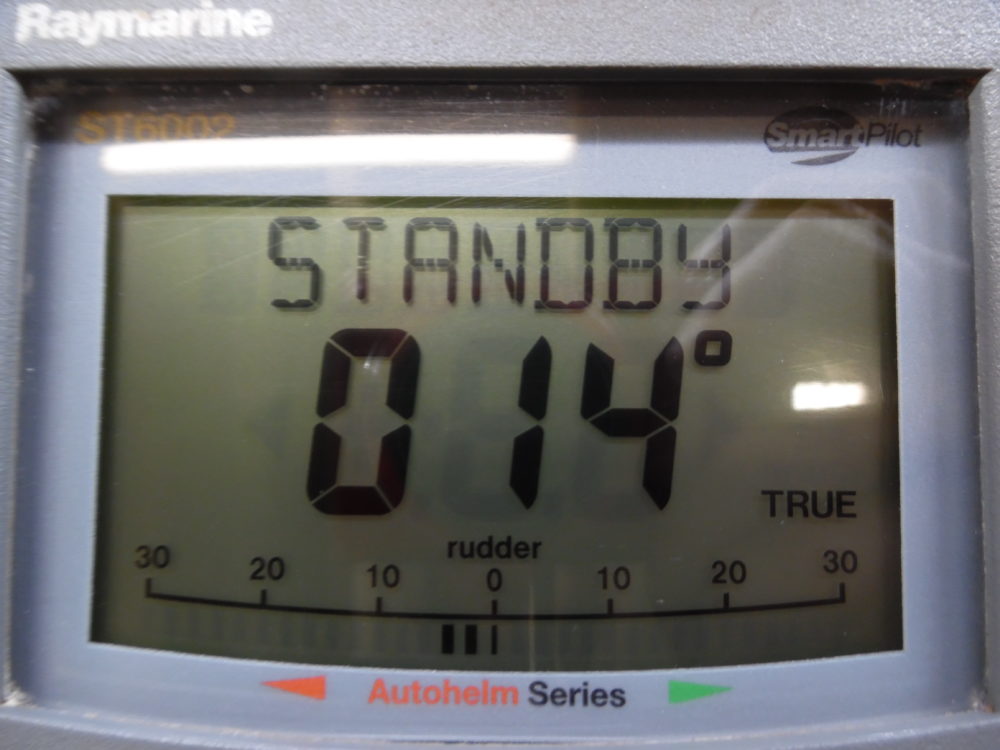 Raymarine
ST6002
SmartPilot
STANDBY
014°
TRUE
rudder
30 20 10 0 10 20 30
Autohelm Series